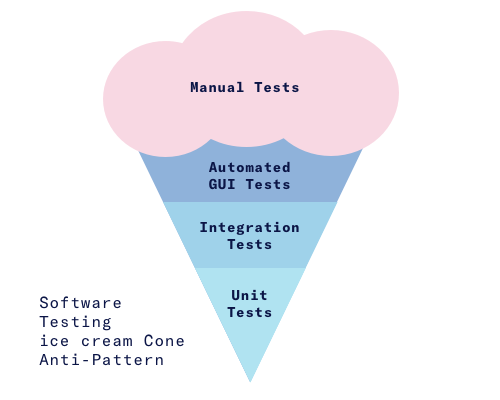 Manual Tests
Automated
GUI Tests
Integration
Tests
Unit
Tests
Software
Testing
ice cream Cone
Anti-Pattern